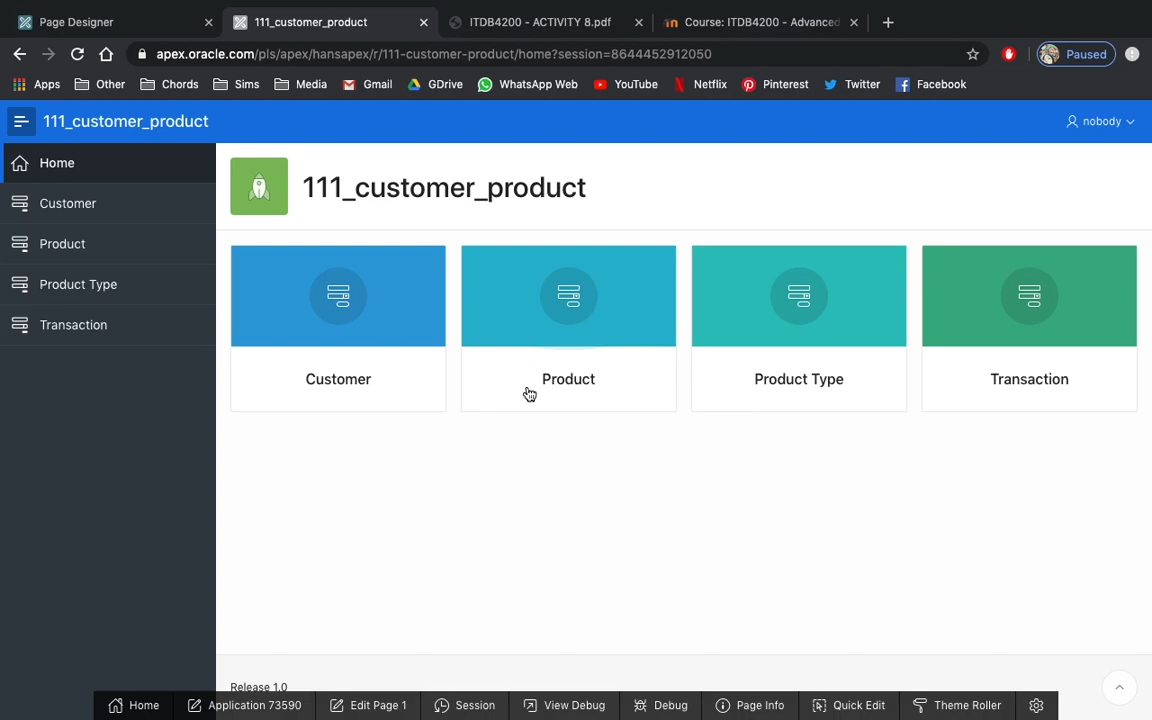 Page Designer
111_customer_product
ITDB4200 - ACTIVITY 8.pdf
Course: ITDB4200 - Advanced
apex.oracle.com/pls/apex/hansapex/r/111-customer-product/home?session=8644452912050
Paused
Apps
Other
Chords
Sims
Media
Gmail
GDrive
WhatsApp Web
YouTube
Netflix
Pinterest
Twitter
Facebook
111_customer_product
nobody
Home
Customer
Product
Product Type
Transaction
111_customer_product
Customer
Product
Product Type
Transaction
Release 1.0
Home
Application 73590
Edit Page 1
Session
View Debug
Debug
Page Info
Quick Edit
Theme Roller